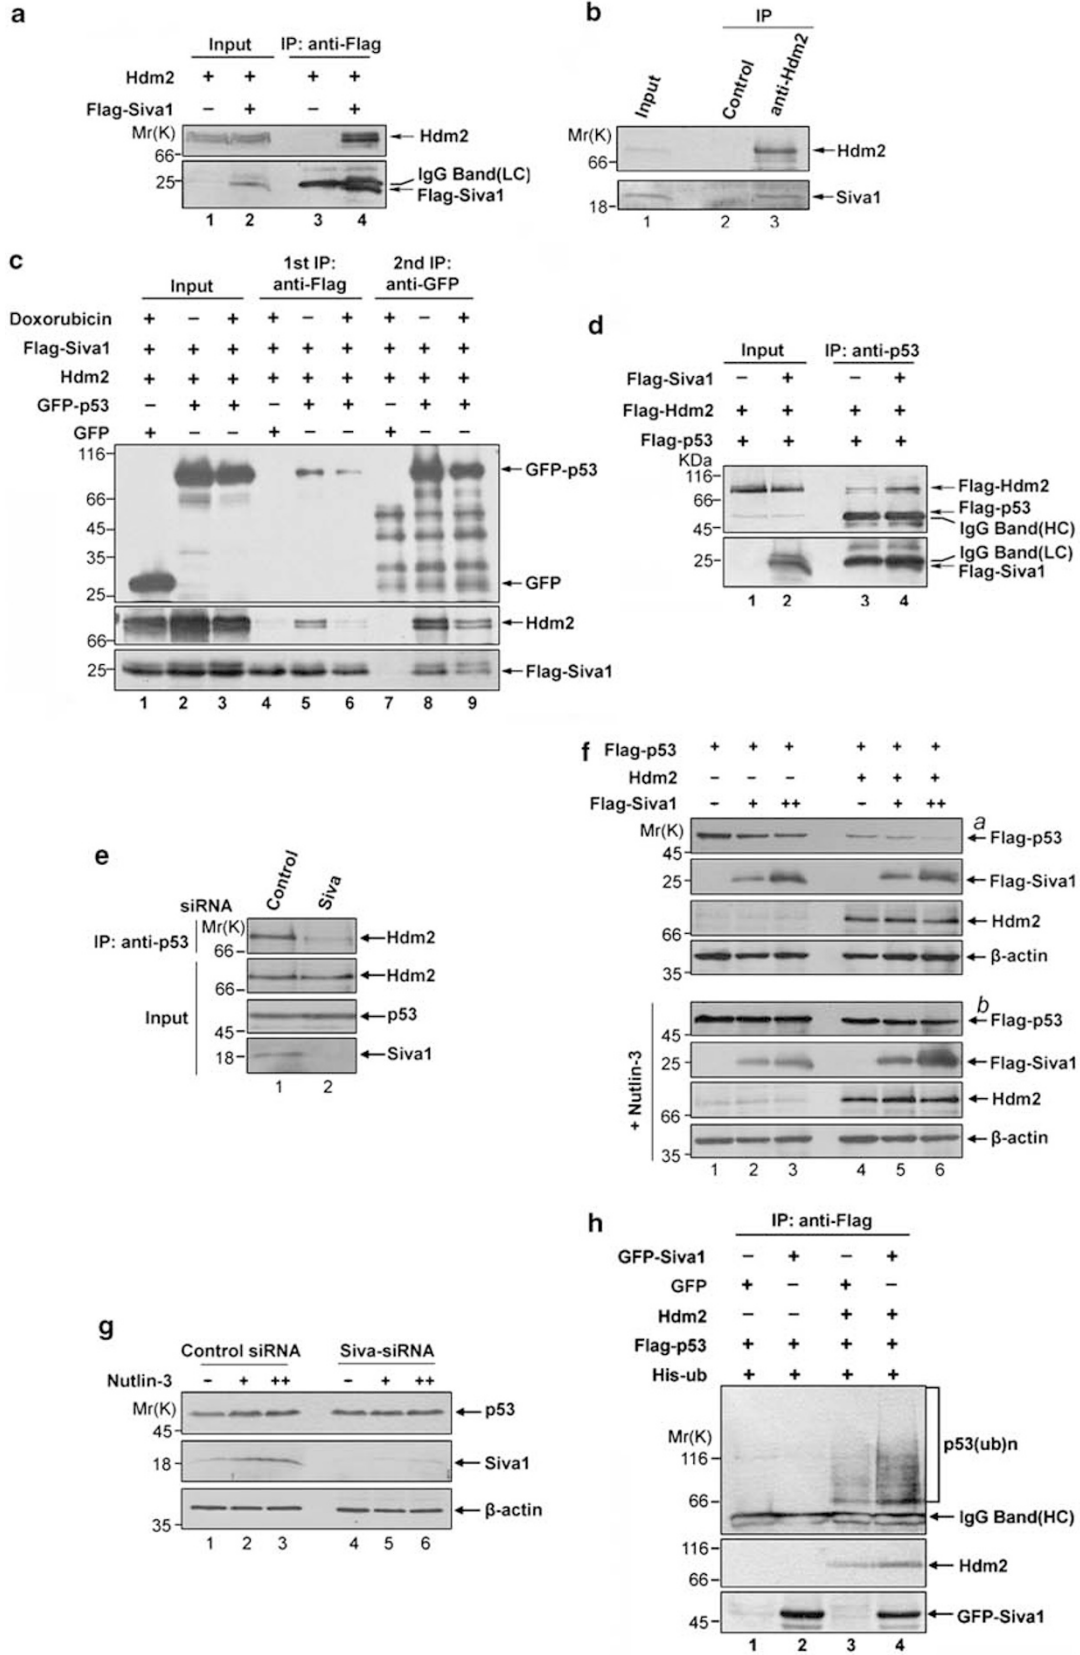 a
Input IP: anti-Flag
Hdm2 + + + +
Flag-Siva1 − + − +
Mr(K)
Hdm2
66
IgG Band(LC)
25
Flag-Siva1
1 2 3 4
b
IP
Input Control anti-Hdm2
Mr(K)
Hdm2
66
Siva1
18
1 2 3
c
1st IP: 2nd IP:
Input anti-Flag anti-GFP
Doxorubicin + − + + − + + − +
Flag-Siva1 + + + + + + + + +
Hdm2 + + + + + + + + +
GFP-p53 − + + − + + − + +
GFP + − − + − − + − −
116
GFP-p53
66
45
35
GFP
25
Hdm2
66
25
Flag-Siva1
1 2 3 4 5 6 7 8 9
d
Input IP: anti-p53
Flag-Siva1 − + − +
Flag-Hdm2 + + + +
Flag-p53 + + + +
KDa
116
Flag-Hdm2
66
Flag-p53
45
IgG Band(HC)
IgG Band(LC)
25
Flag-Siva1
1 2 3 4
e
Control Siva
siRNA
Mr(K)
IP: anti-p53
Hdm2
66
Hdm2
66
Input
p53
45
18
Siva1
1 2
f
Flag-p53 + + + + + +
Hdm2 − − − + + +
Flag-Siva1 − + ++ − + ++
Mr(K)
a
Flag-p53
45
25
Flag-Siva1
Hdm2
66
β-actin
35
b
Flag-p53
45
25
Flag-Siva1
+ Nutlin-3
Hdm2
66
β-actin
35
1 2 3 4 5 6
g
Control siRNA Siva-siRNA
Nutlin-3 − + ++ − + ++
Mr(K)
p53
45
18
Siva1
β-actin
35
1 2 3 4 5 6
h
IP: anti-Flag
GFP-Siva1 − + − +
GFP + − + −
Hdm2 − − + +
Flag-p53 + + + +
His-ub + + + +
Mr(K)
p53(ub)n
116
66
IgG Band(HC)
116
Hdm2
66
GFP-Siva1
45
1 2 3 4